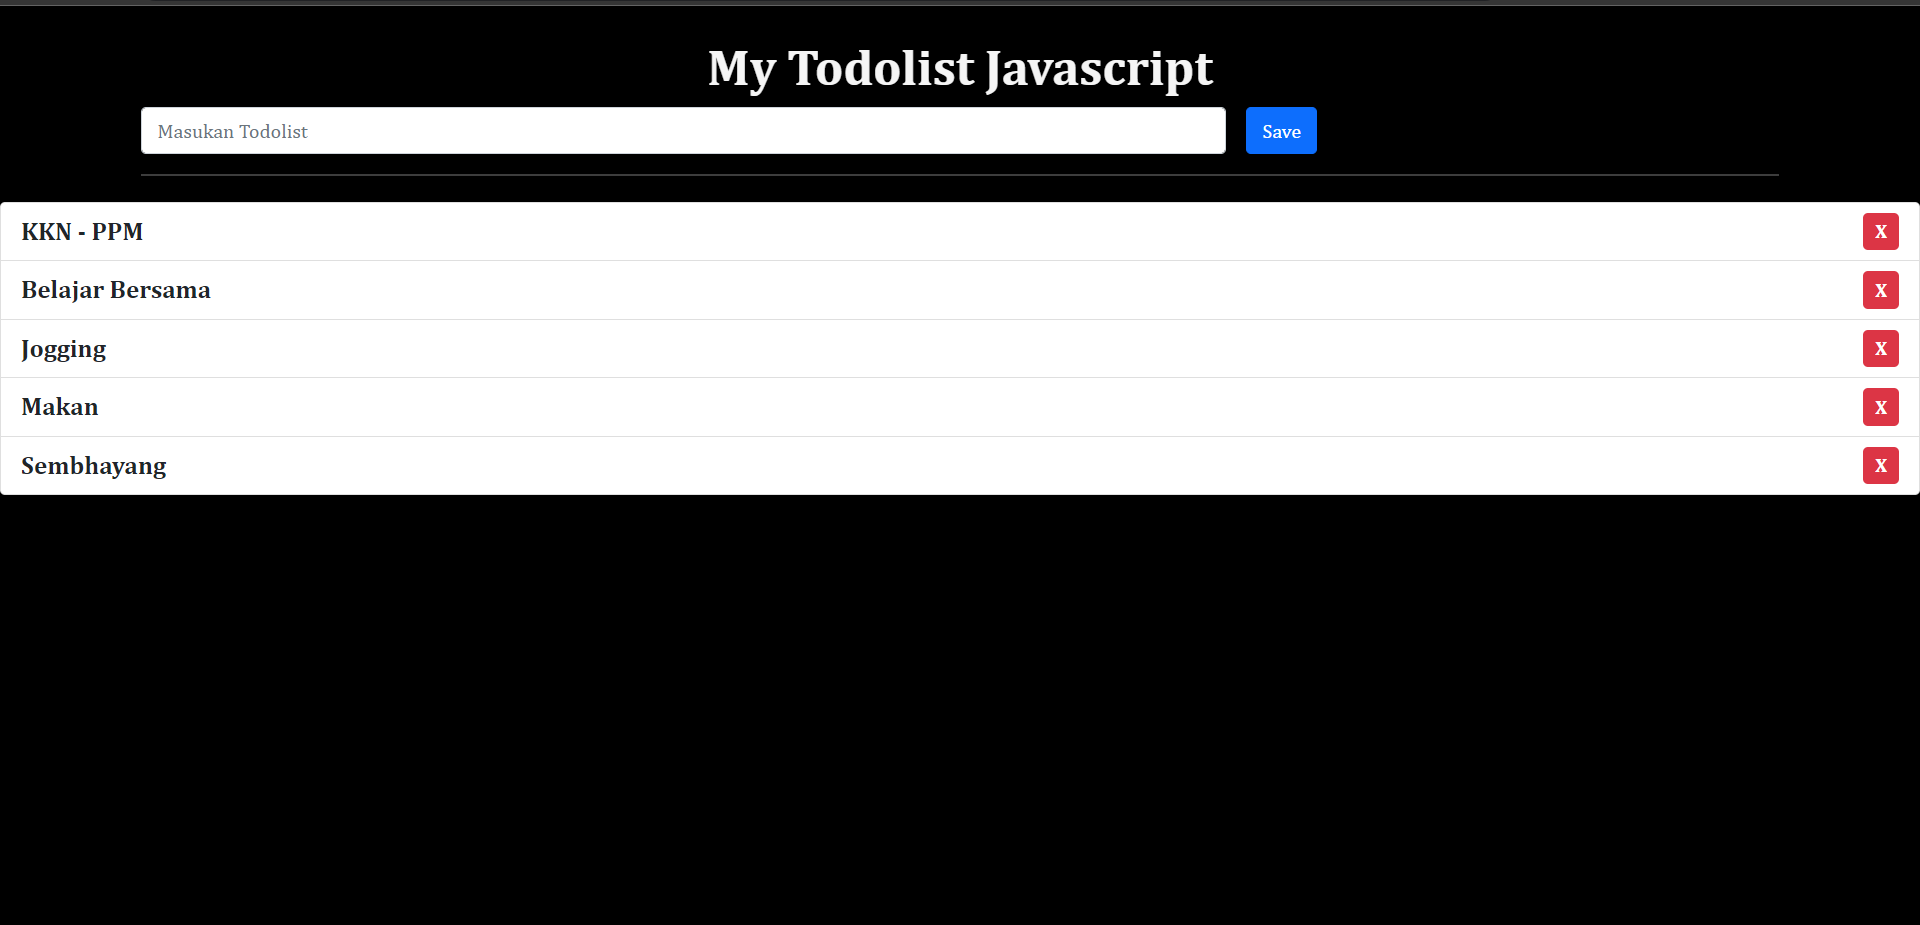 My Todolist Javascript
Masukan Todolist
Save
KKN - PPM
X
Belajar Bersama
X
Jogging
X
Makan
X
Sembhayang
X